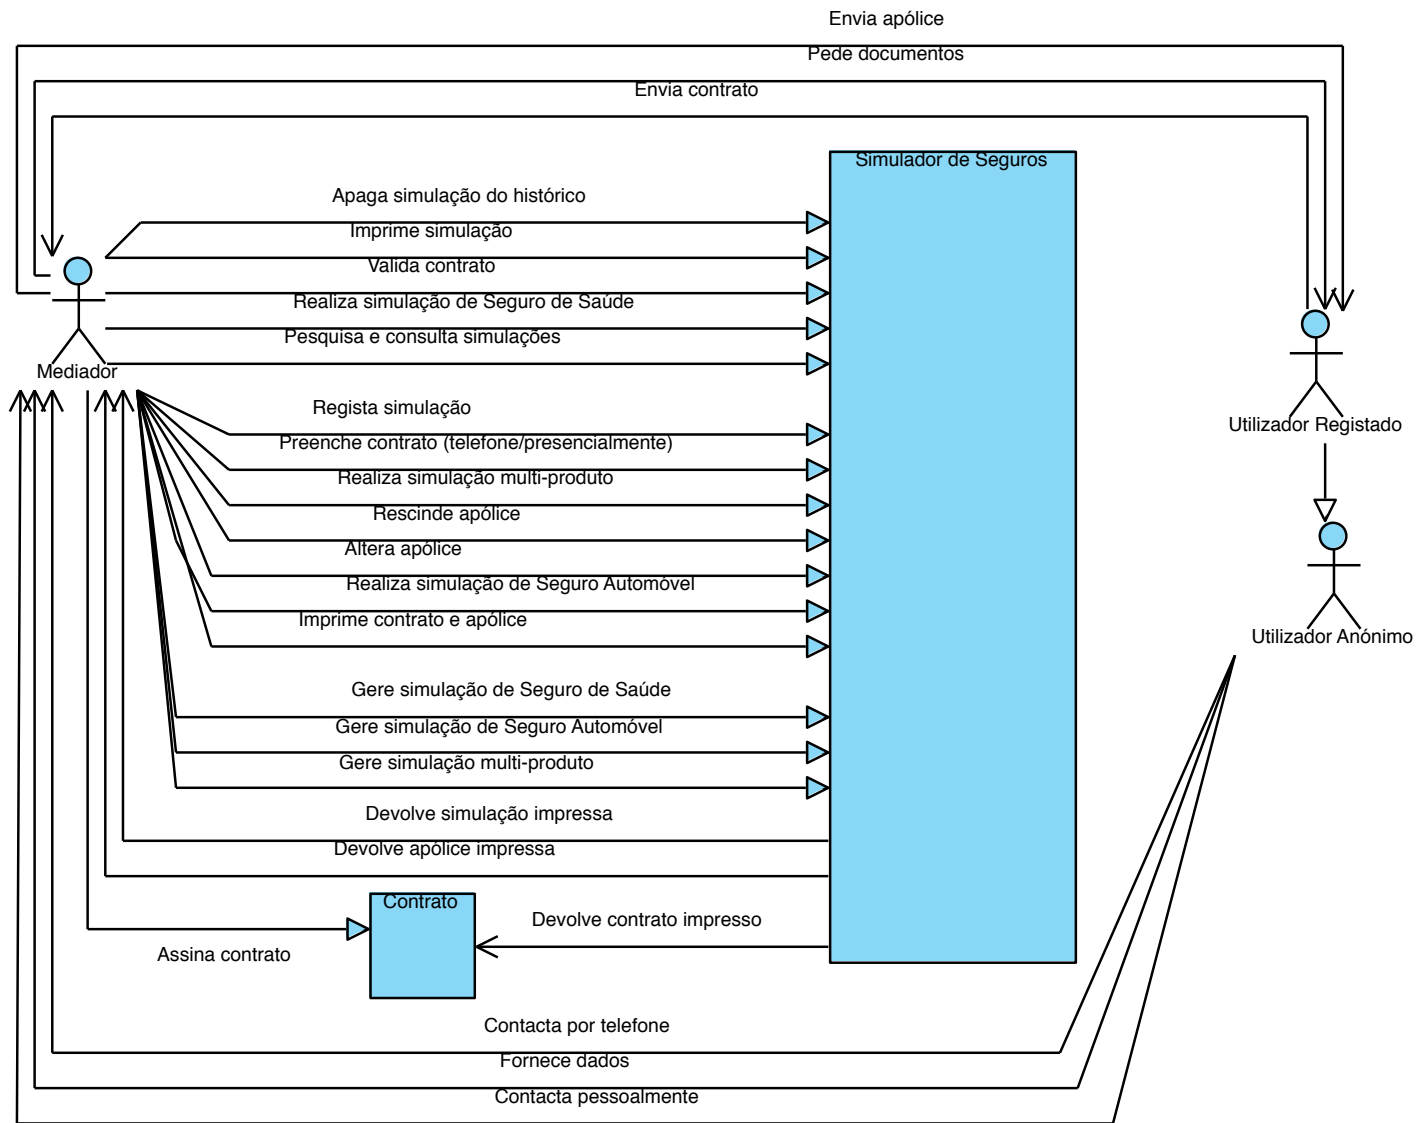 Envia apólice
Pede documentos
Envia contrato
Simulador de Seguros
Apaga simulação do histórico
Imprime simulação
Valida contrato
Realiza simulação de Seguro de Saúde
Pesquisa e consulta simulações
Mediador
Regista simulação
Utilizador Registado
Preenche contrato (telefone/presencialmente)
Realiza simulação multi-produto
Rescinde apólice
Altera apólice
Realiza simulação de Seguro Automóvel
Imprime contrato e apólice
Utilizador Anónimo
Gere simulação de Seguro de Saúde
Gere simulação de Seguro Automóvel
Gere simulação multi-produto
Devolve simulação impressa
Devolve apólice impressa
Contrato
Devolve contrato impresso
Assina contrato
Contacta por telefone
Fornece dados
Contacta pessoalmente